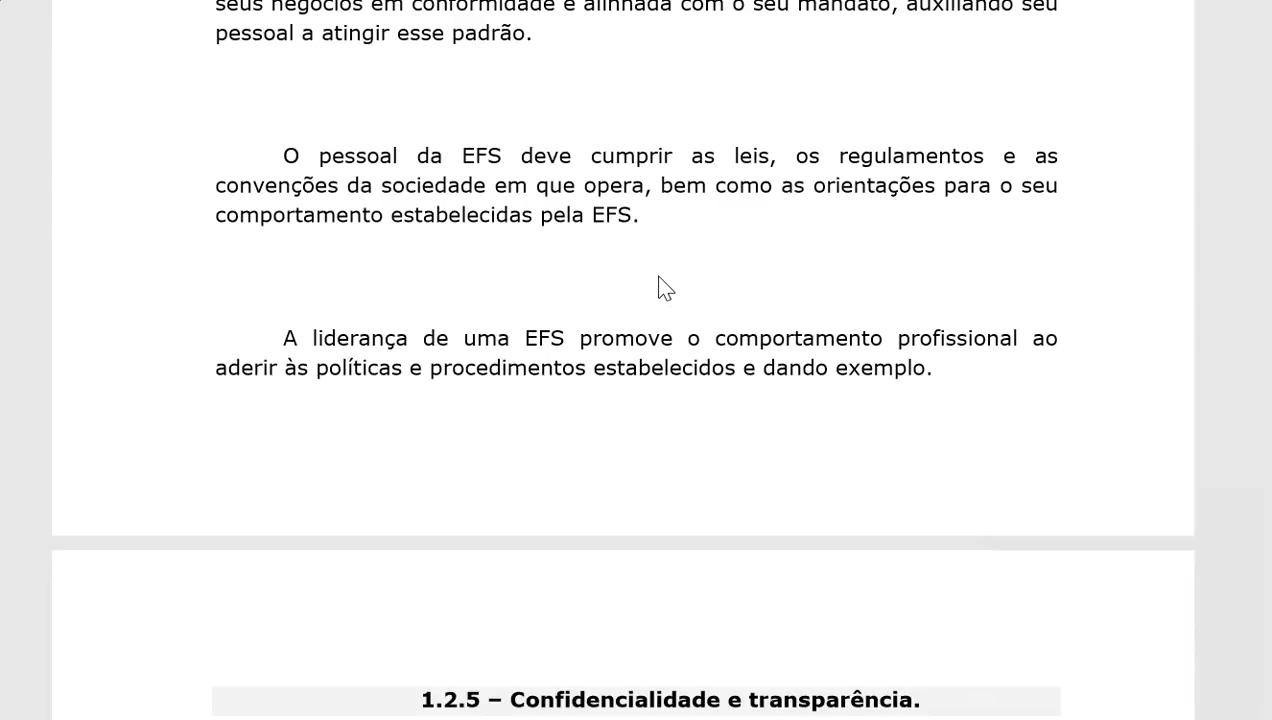 seus negócios em conformidade e alinhada com o seu mandato, auxiliando seu
pessoal a atingir esse padrão.
O pessoal da EFS deve cumprir as leis, os regulamentos e as
convenções da sociedade em que opera, bem como as orientações para o seu
comportamento estabelecidas pela EFS.
A liderança de uma EFS promove o comportamento profissional ao
aderir às políticas e procedimentos estabelecidos e dando exemplo.
1.2.5 – Confidencialidade e transparência.